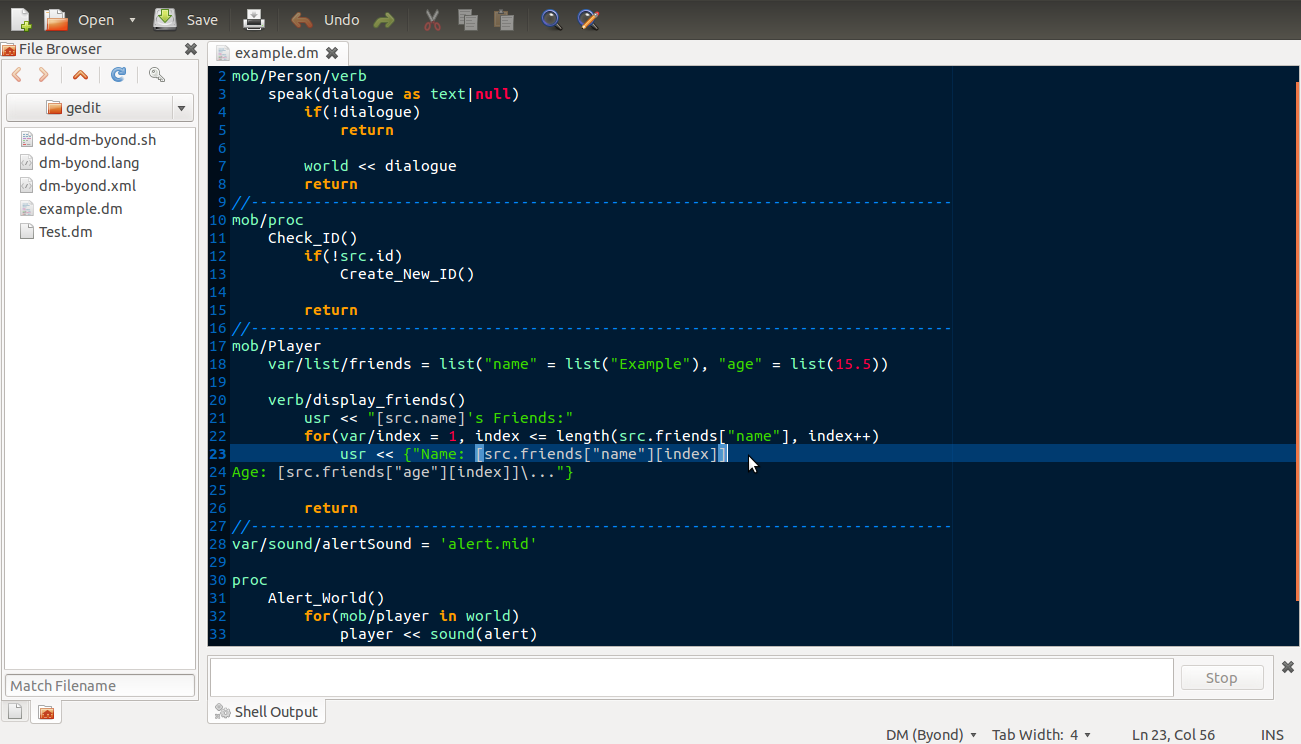 Open
Save
Undo
File Browser
gedit
add-dm-byond.sh
dm-byond.lang
dm-byond.xml
example.dm
Test.dm
Match Filename
example.dm
2 mob/Person/verb
3     speak(dialogue as text|null)
4         if(!dialogue)
5             return
6
7         world << dialogue
8         return
9 //------------------------------------------------------------------------------
10 mob/proc
11     Check_ID()
12         if(!src.id)
13             Create_New_ID()
14
15         return
16 //------------------------------------------------------------------------------
17 mob/Player
18     var/list/friends = list("name" = list("Example"), "age" = list(15.5))
19
20     verb/display_friends()
21         usr << "[src.name]'s Friends:"
22         for(var/index = 1, index <= length(src.friends["name"], index++)
23             usr << {"Name: [src.friends["name"][index]]
24 Age: [src.friends["age"][index]]\..."}
25
26         return
27 //------------------------------------------------------------------------------
28 var/sound/alertSound = 'alert.mid'
29
30 proc
31     Alert_World()
32         for(mob/player in world)
33             player << sound(alert)
Stop
Shell Output
DM (Byond)
Tab Width: 4
Ln 23, Col 56
INS